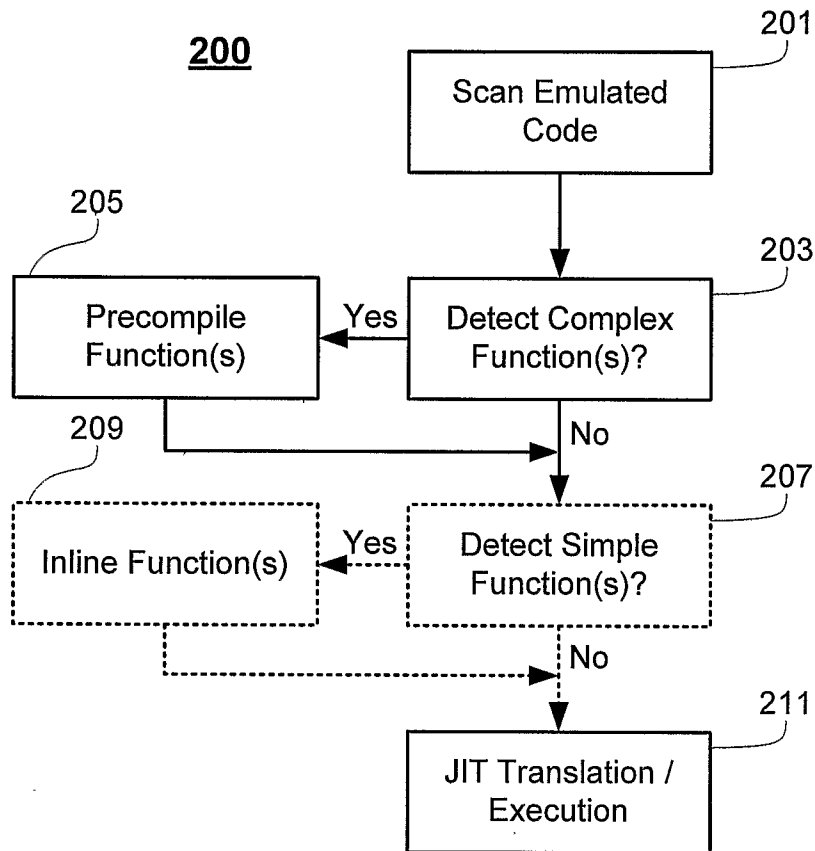 200
201
Scan Emulated
Code
205
203
Precompile
Function(s)
Yes
Detect Complex
Function(s)?
No
209
207
Inline Function(s)
Yes
Detect Simple
Function(s)?
No
211
JIT Translation /
Execution